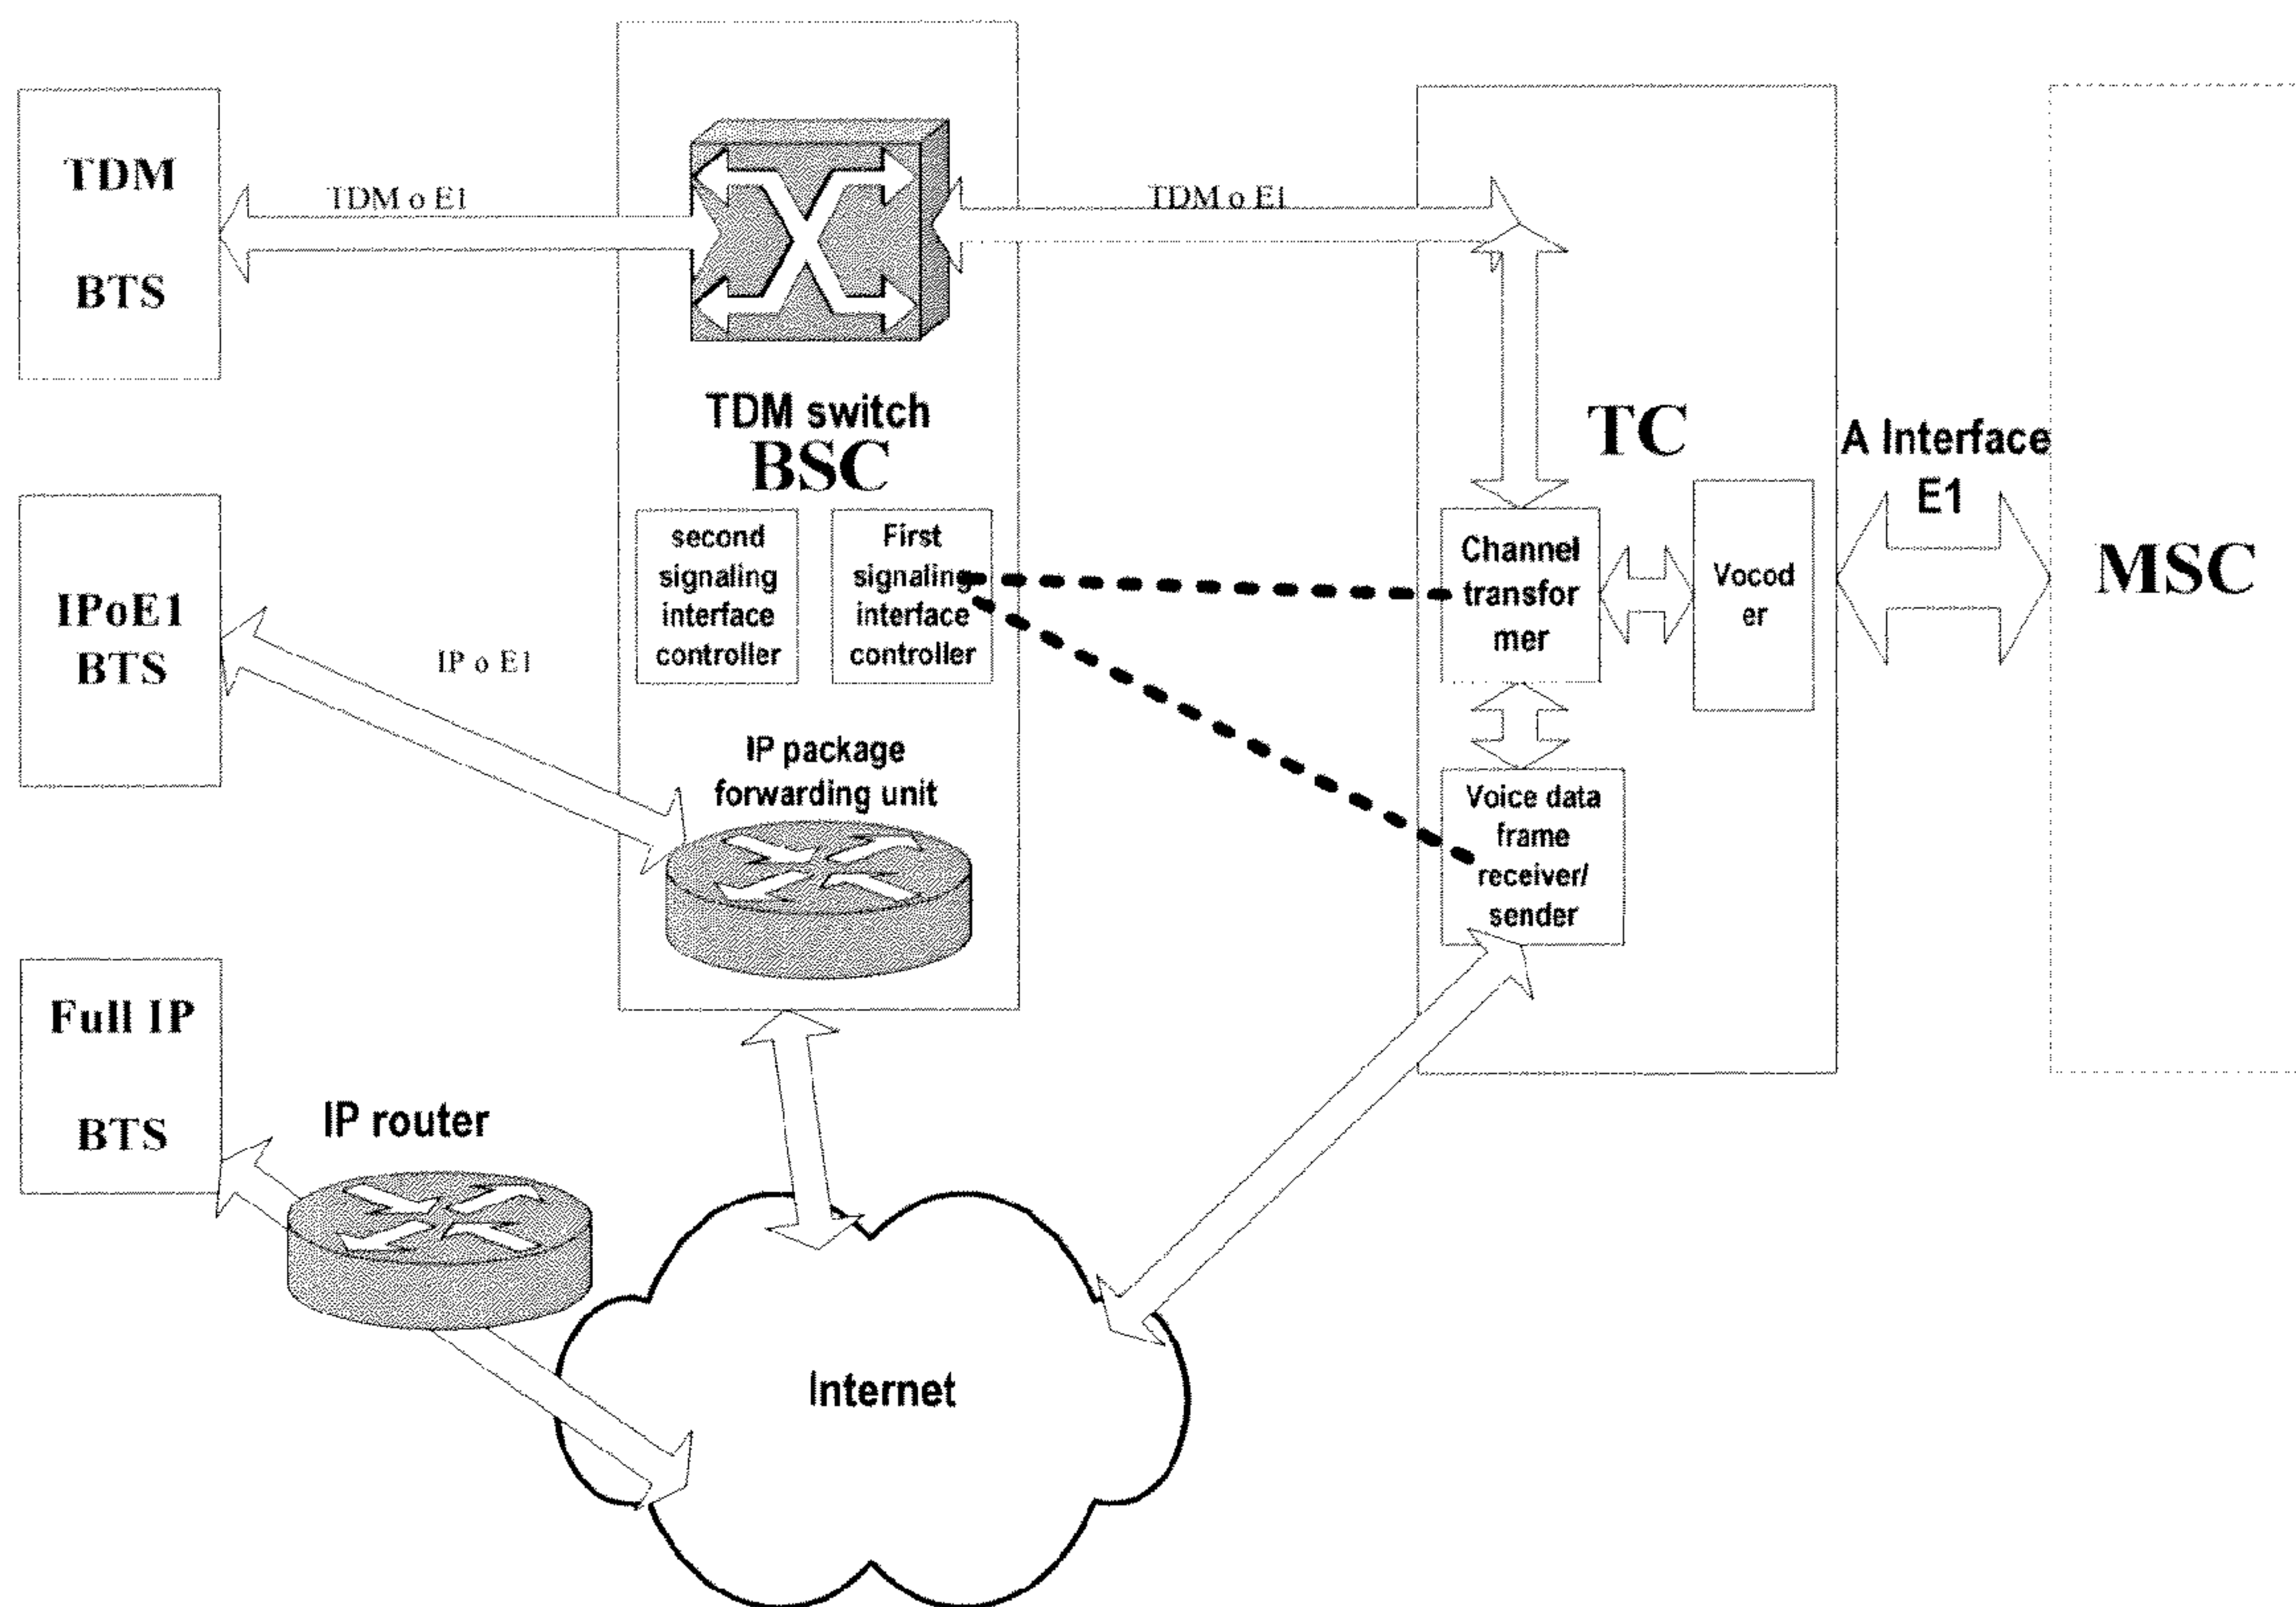 TDM
BTS
TDM o E1
TDM o E1
TDM switch
BSC
second
signaling
interface
controller
First
signaling
interface
controller
TC
Channel
transfor
mer
Vocod
er
A Interface
E1
MSC
IPoE1
BTS
IP o E1
IP package
forwarding unit
Voice data
frame
receiver/
sender
Full IP
BTS
IP router
Internet